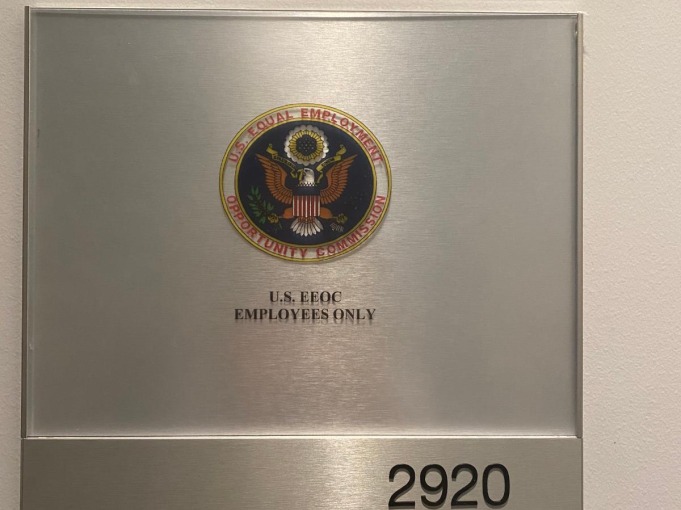 U.S. EQUAL EMPLOYMENT
OPPORTUNITY COMMISSION
U.S. EEOC
EMPLOYEES ONLY
2920